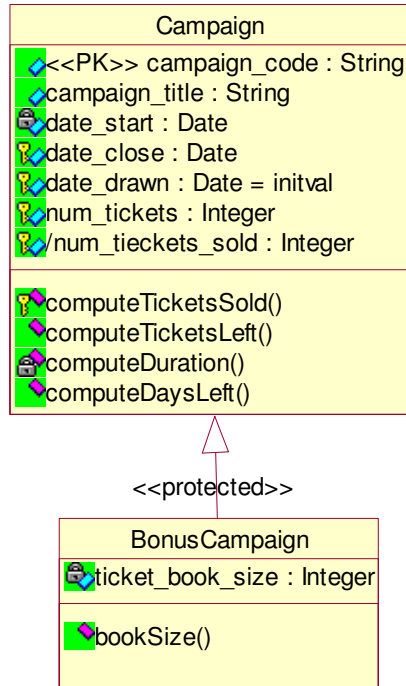 Campaign
<<PK>> campaign_code : String
campaign_title : String
date_start : Date
date_close : Date
date_drawn : Date = initval
num_tickets : Integer
/num_tieckets_sold : Integer
computeTicketsSold()
computeTicketsLeft()
computeDuration()
computeDaysLeft()
<<protected>>
BonusCampaign
ticket_book_size : Integer
bookSize()